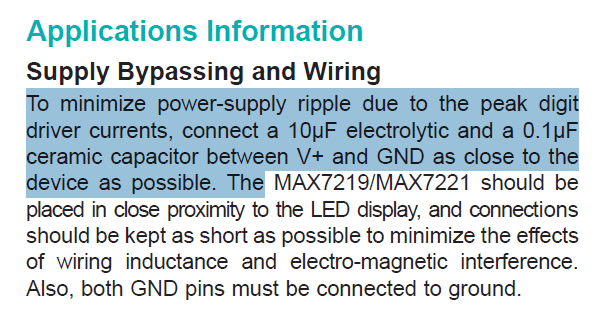 Applications Information
Supply Bypassing and Wiring
To minimize power-supply ripple due to the peak digit
driver currents, connect a 10μF electrolytic and a 0.1μF
ceramic capacitor between V+ and GND as close to the
device as possible. The MAX7219/MAX7221 should be
placed in close proximity to the LED display, and connections
should be kept as short as possible to minimize the effects
of wiring inductance and electro-magnetic interference.
Also, both GND pins must be connected to ground.